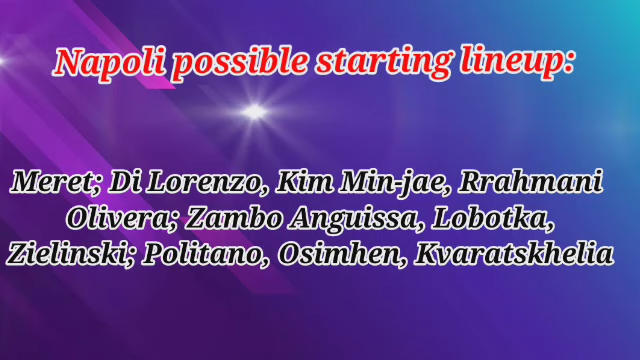 Napoli possible starting lineup:
Meret; Di Lorenzo, Kim Min-jae, Rrahmani
Olivera; Zambo Anguissa, Lobotka,
Zielinski; Politano, Osimhen, Kvaratskhelia